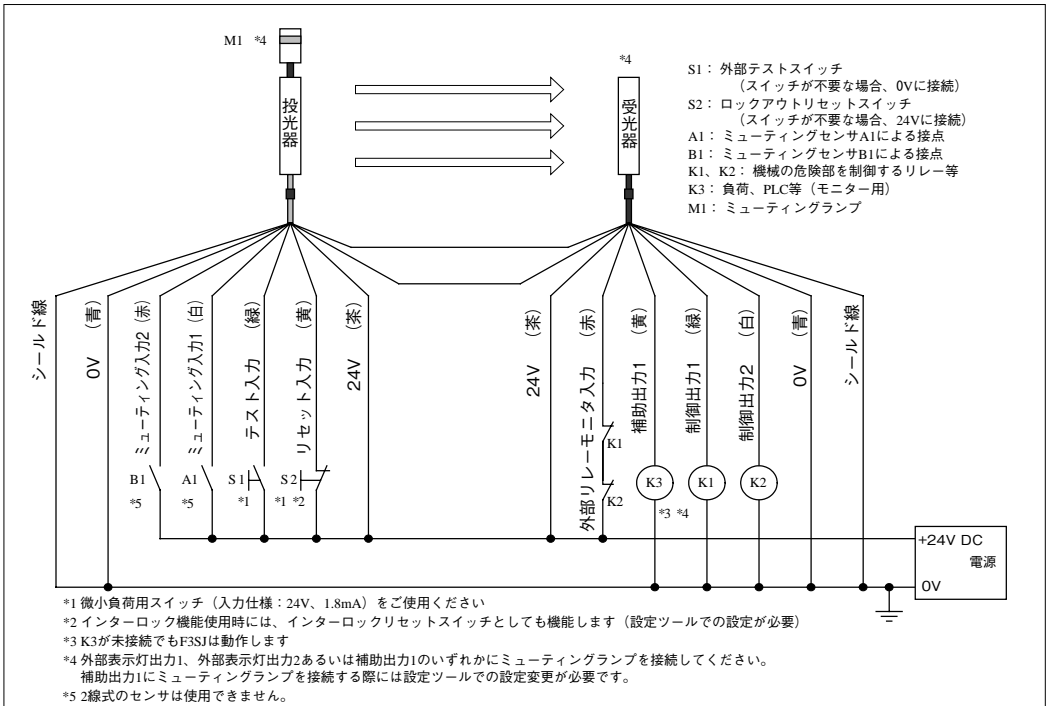 M1 *4
*4
投光器
受光器
S1： 外部テストスイッチ
（スイッチが不要な場合、0Vに接続）
S2： ロックアウトリセットスイッチ
（スイッチが不要な場合、24Vに接続）
A1： ミューティングセンサA1による接点
B1： ミューティングセンサB1による接点
K1、K2： 機械の危険部を制御するリレー等
K3： 負荷、PLC等（モニター用）
M1： ミューティングランプ
シールド線
0V （青）
ミューティング入力2（赤）
ミューティング入力1（白）
テスト入力 （緑）
リセット入力 （黄）
24V （茶）
24V （茶）
外部リレーモニタ入力 （赤）
補助出力1 （黄）
制御出力1 （緑）
制御出力2 （白）
0V （青）
シールド線
B1
*5
A1
*5
S1
*1
S2
*1 *2
K1
K2
K3
*3 *4
K1
K2
+24V DC
電源
0V
*1 微小負荷用スイッチ（入力仕様：24V、1.8mA）をご使用ください
*2 インターロック機能使用時には、インターロックリセットスイッチとしても機能します（設定ツールでの設定が必要）
*3 K3が未接続でもF3SJは動作します
*4 外部表示灯出力1、外部表示灯出力2あるいは補助出力1のいずれかにミューティングランプを接続してください。
補助出力1にミューティングランプを接続する際には設定ツールでの設定変更が必要です。
*5 2線式のセンサは使用できません。